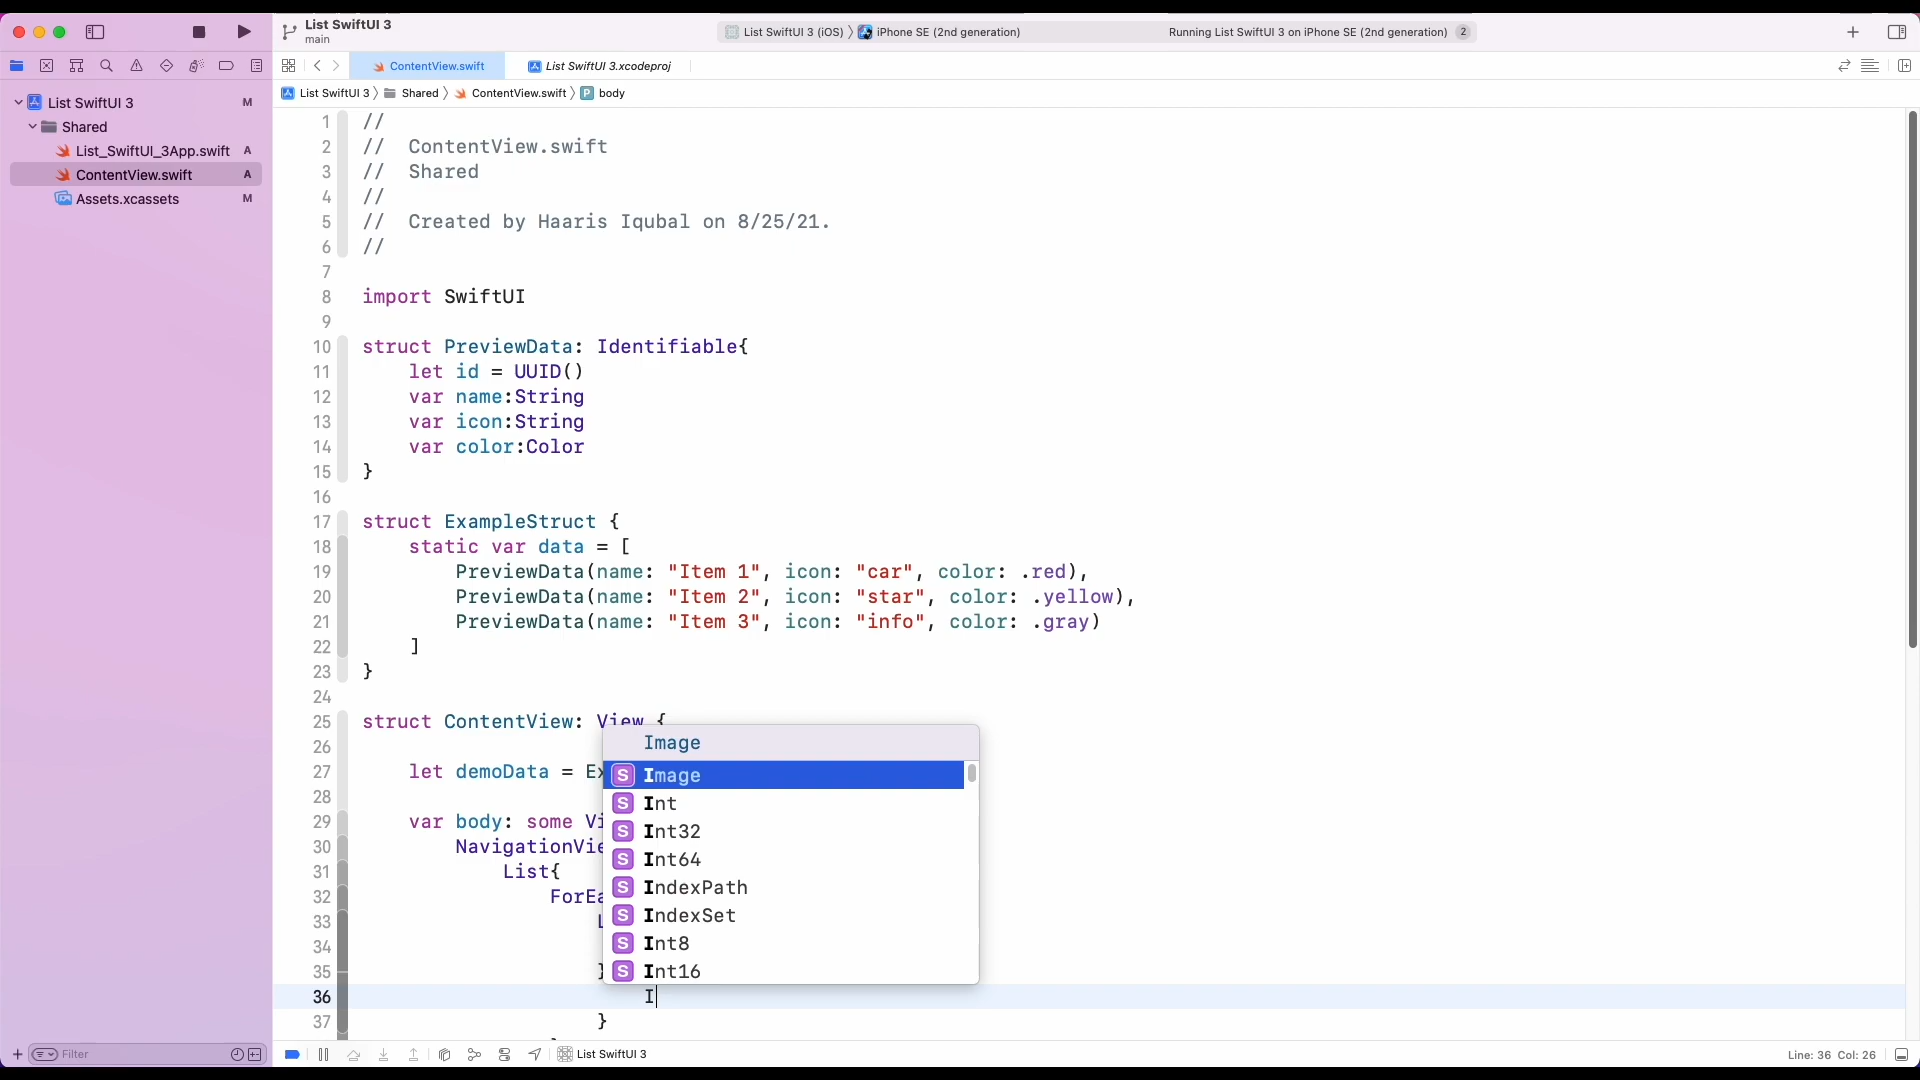 List SwiftUI 3
main
List SwiftUI 3 (iOS) 〉 iPhone SE (2nd generation)
Running List SwiftUI 3 on iPhone SE (2nd generation) 2
ContentView.swift
List SwiftUI 3.xcodeproj
List SwiftUI 3 〉 Shared 〉 ContentView.swift 〉 P body
List SwiftUI 3 M
Shared
List_SwiftUI_3App.swift A
ContentView.swift A
Assets.xcassets M
1 //
2 //  ContentView.swift
3 //  Shared
4 //
5 //  Created by Haaris Iqubal on 8/25/21.
6 //
7
8 import SwiftUI
9
10 struct PreviewData: Identifiable{
11     let id = UUID()
12     var name:String
13     var icon:String
14     var color:Color
15 }
16
17 struct ExampleStruct {
18     static var data = [
19         PreviewData(name: "Item 1", icon: "car", color: .red),
20         PreviewData(name: "Item 2", icon: "star", color: .yellow),
21         PreviewData(name: "Item 3", icon: "info", color: .gray)
22     ]
23 }
24
25 struct ContentView: View {
26
27     let demoData = Ex
28
29     var body: some Vi
30         NavigationVie
31             List{
32                 ForEa
33
34
35                     }
36                         I
37                     }
Image
S Image
S Int
S Int32
S Int64
S IndexPath
S IndexSet
S Int8
S Int16
Filter
List SwiftUI 3
Line: 36 Col: 26